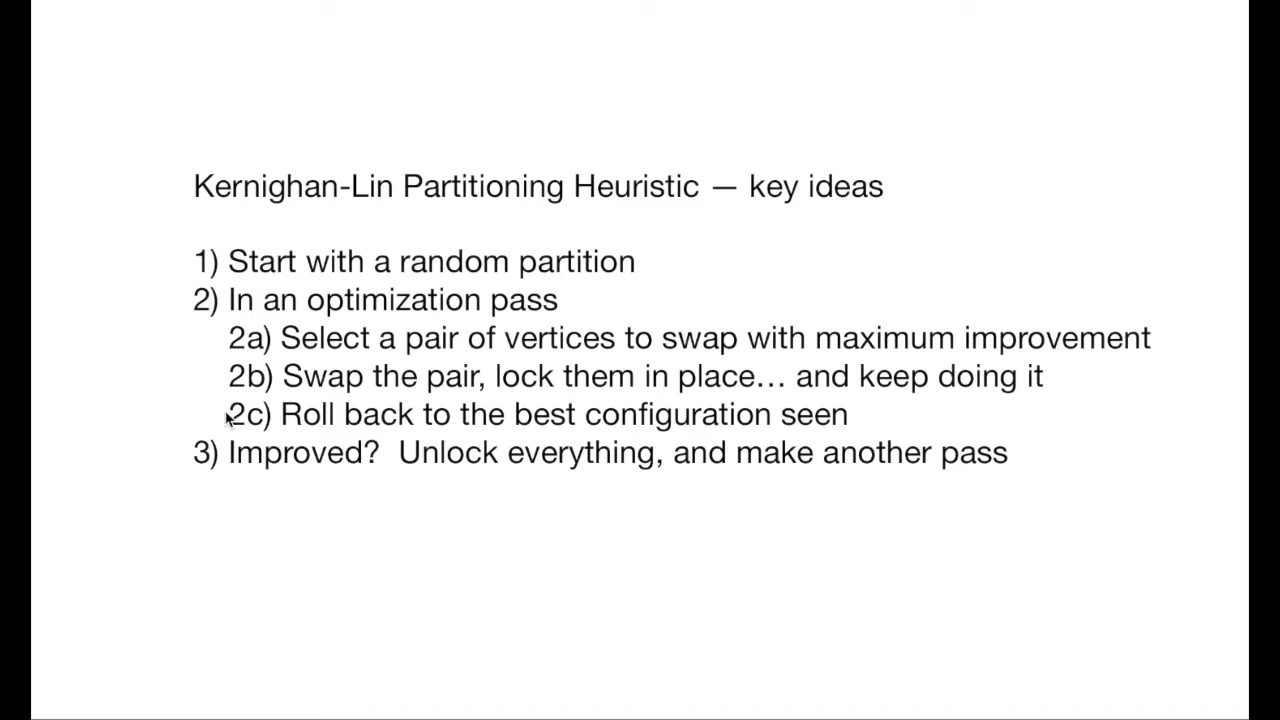 Kernighan-Lin Partitioning Heuristic — key ideas
1) Start with a random partition
2) In an optimization pass
2a) Select a pair of vertices to swap with maximum improvement
2b) Swap the pair, lock them in place… and keep doing it
2c) Roll back to the best configuration seen
3) Improved?  Unlock everything, and make another pass